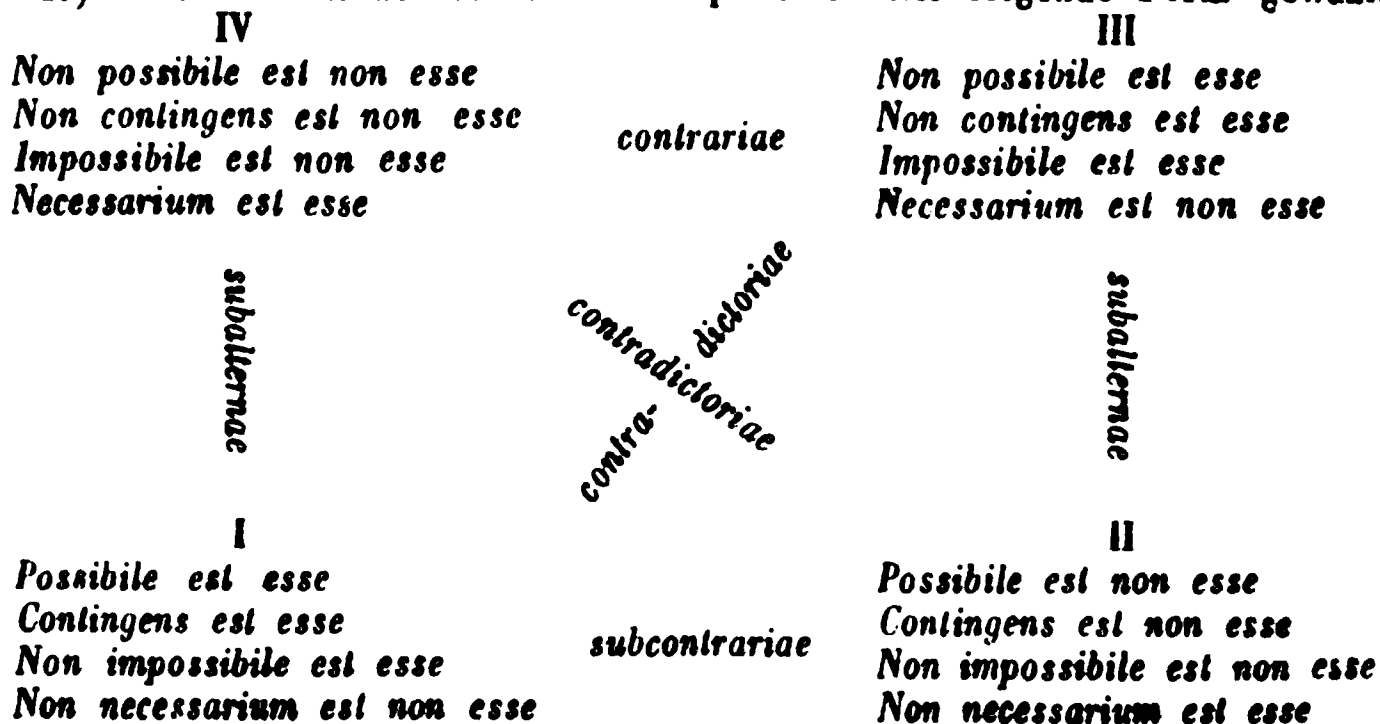 IV
Non possibile est non esse
Non contingens est non esse
Impossibile est non esse
Necessarium est esse
contrariae
III
Non possibile est esse
Non contingens est esse
Impossibile est esse
Necessarium est non esse
subalternae
contradictoriae
contra-
dictoriae
subalternae
I
Possibile est esse
Contingens est esse
Non impossibile est esse
Non necessarium est non esse
subcontrariae
II
Possibile est non esse
Contingens est non esse
Non impossibile est non esse
Non necessarium est esse